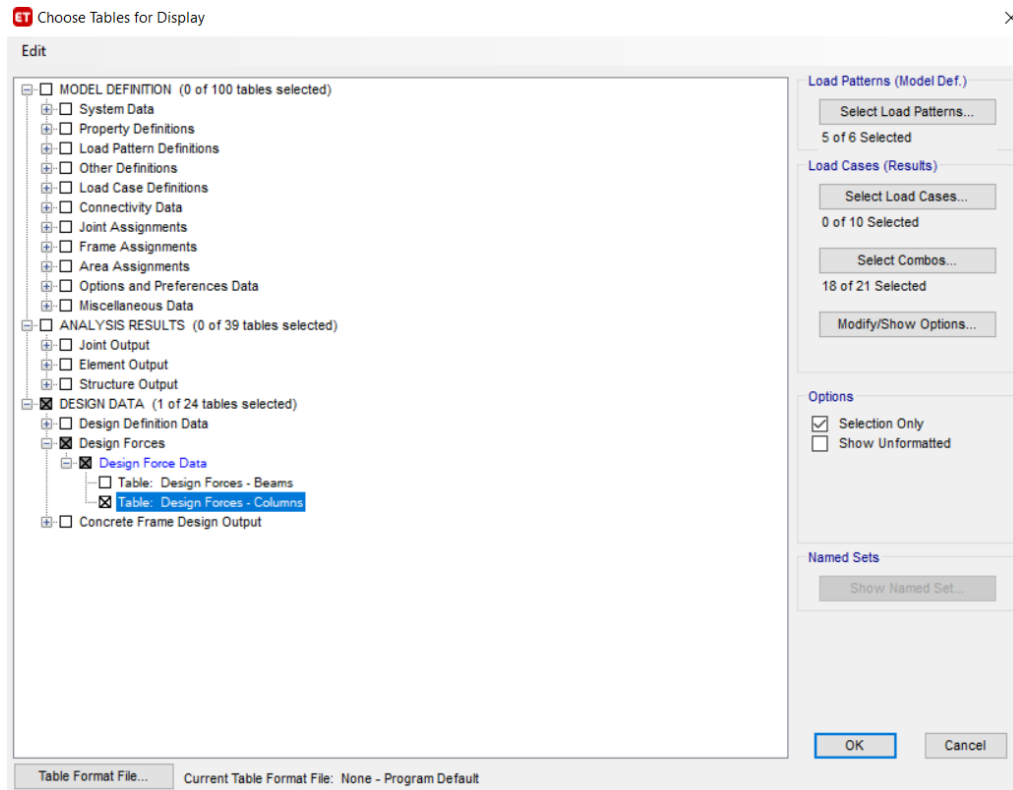 ET Choose Tables for Display
Edit
MODEL DEFINITION (0 of 100 tables selected)
System Data
Property Definitions
Load Pattern Definitions
Other Definitions
Load Case Definitions
Connectivity Data
Joint Assignments
Frame Assignments
Area Assignments
Options and Preferences Data
Miscellaneous Data
ANALYSIS RESULTS (0 of 39 tables selected)
Joint Output
Element Output
Structure Output
DESIGN DATA (1 of 24 tables selected)
Design Definition Data
Design Forces
Design Force Data
Table: Design Forces - Beams
Table: Design Forces - Columns
Concrete Frame Design Output
Load Patterns (Model Def.)
Select Load Patterns...
5 of 6 Selected
Load Cases (Results)
Select Load Cases...
0 of 10 Selected
Select Combos...
18 of 21 Selected
Modify/Show Options...
Options
Selection Only
Show Unformatted
Named Sets
Show Named Set...
OK Cancel
Table Format File... Current Table Format File: None - Program Default